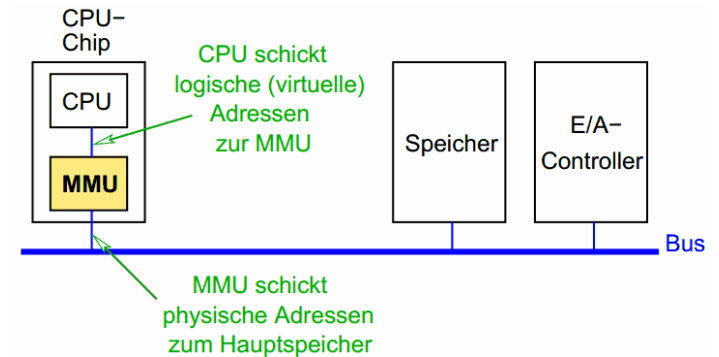 CPU−
Chip
CPU
MMU
CPU schickt
logische (virtuelle)
Adressen
zur MMU
Speicher
E/A−
Controller
Bus
MMU schickt
physische Adressen
zum Hauptspeicher